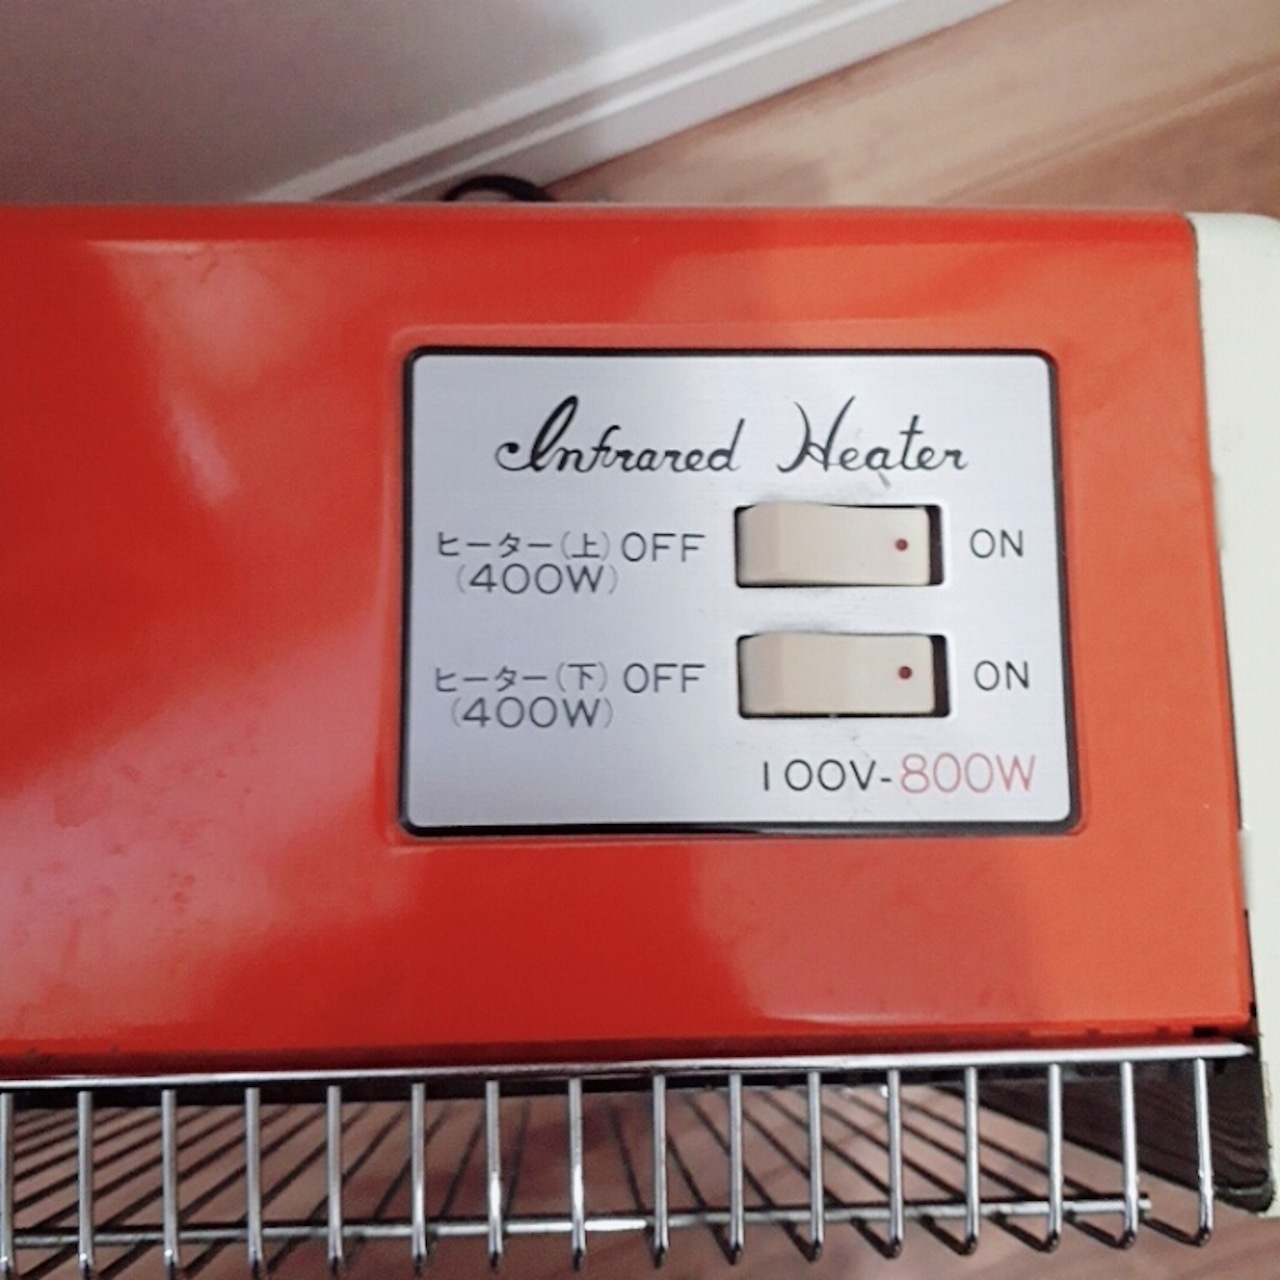 Infrared Heater
ヒーター(上) OFF ON
(400W)
ヒーター(下) OFF ON
(400W)
100V-800W